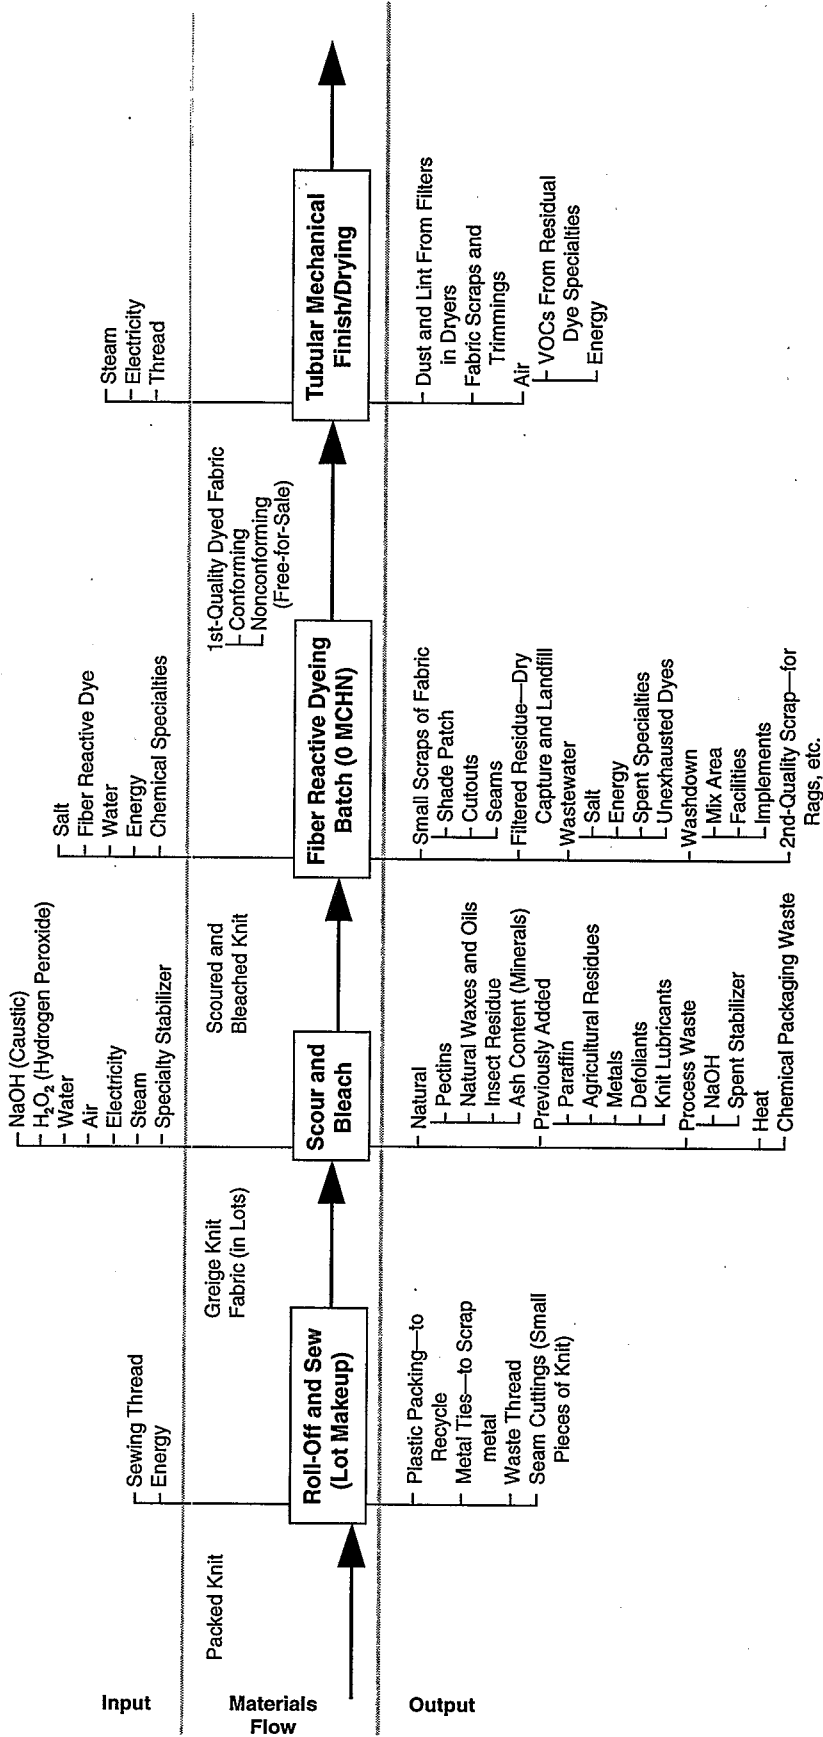 Input
Sewing Thread
Energy
NaOH (Caustic)
H₂O₂ (Hydrogen Peroxide)
Water
Air
Electricity
Steam
Specialty Stabilizer
Salt
Fiber Reactive Dye
Water
Energy
Chemical Specialties
Steam
Electricity
Thread
Materials
Flow
Packed Knit
Roll-Off and Sew
(Lot Makeup)
Greige Knit
Fabric (in Lots)
Scour and
Bleach
Scoured and
Bleached Knit
Fiber Reactive Dyeing
Batch (0 MCHN)
1st-Quality Dyed Fabric
Conforming
Nonconforming
(Free-for-Sale)
Tubular Mechanical
Finish/Drying
Output
Plastic Packing—to
Recycle
Metal Ties—to Scrap
metal
Waste Thread
Seam Cuttings (Small
Pieces of Knit)
Natural
Pectins
Natural Waxes and Oils
Insect Residue
Ash Content (Minerals)
Previously Added
Paraffin
Agricultural Residues
Metals
Defoliants
Knit Lubricants
Process Waste
NaOH
Spent Stabilizer
Heat
Chemical Packaging Waste
Small Scraps of Fabric
Shade Patch
Cutouts
Seams
Filtered Residue—Dry
Capture and Landfill
Wastewater
Salt
Energy
Spent Specialties
Unexhausted Dyes
Washdown
Mix Area
Facilities
Implements
2nd-Quality Scrap—for
Rags, etc.
Dust and Lint From Filters
in Dryers
Fabric Scraps and
Trimmings
Air
VOCs From Residual
Dye Specialties
Energy